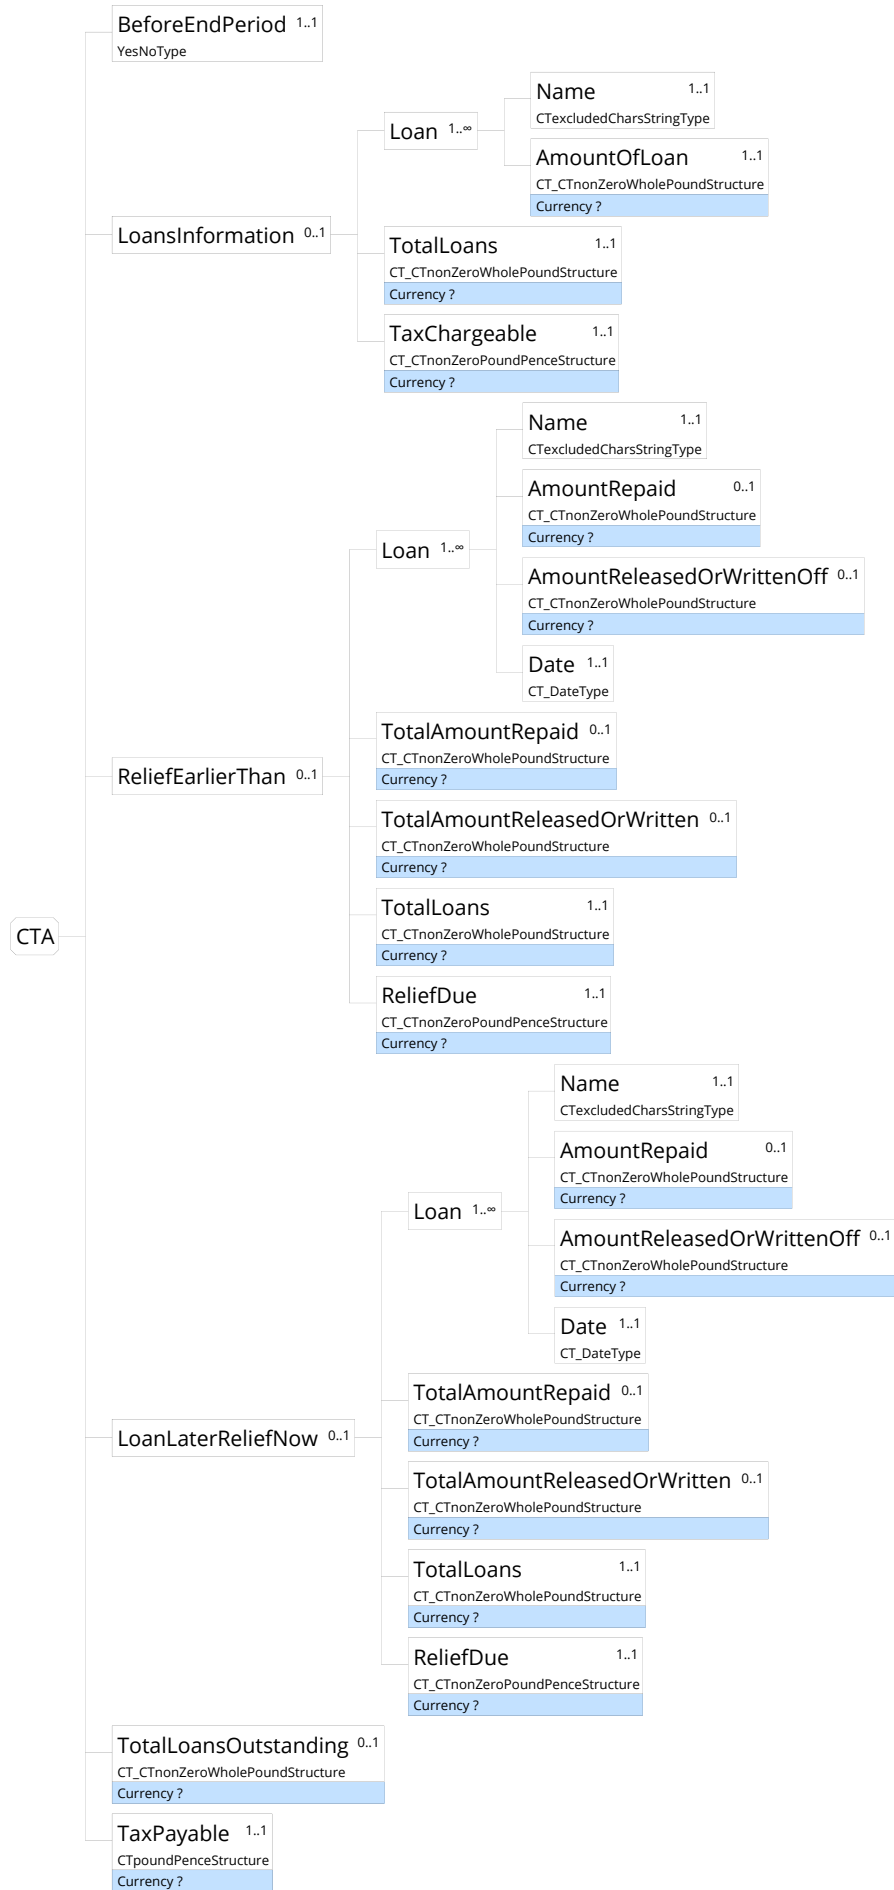 BeforeEndPeriod 1..1
YesNoType
Name 1..1
CTexcludedCharsStringType
Loan 1..∞
AmountOfLoan 1..1
CT_CTnonZeroWholePoundStructure
Currency ?
LoansInformation 0..1
TotalLoans 1..1
CT_CTnonZeroWholePoundStructure
Currency ?
TaxChargeable 1..1
CT_CTnonZeroPoundPenceStructure
Currency ?
Name 1..1
CTexcludedCharsStringType
AmountRepaid 0..1
CT_CTnonZeroWholePoundStructure
Currency ?
Loan 1..∞
AmountReleasedOrWrittenOff 0..1
CT_CTnonZeroWholePoundStructure
Currency ?
Date 1..1
CT_DateType
TotalAmountRepaid 0..1
CT_CTnonZeroWholePoundStructure
Currency ?
ReliefEarlierThan 0..1
TotalAmountReleasedOrWritten 0..1
CT_CTnonZeroWholePoundStructure
Currency ?
TotalLoans 1..1
CT_CTnonZeroWholePoundStructure
Currency ?
CTA
ReliefDue 1..1
CT_CTnonZeroPoundPenceStructure
Currency ?
Name 1..1
CTexcludedCharsStringType
AmountRepaid 0..1
CT_CTnonZeroWholePoundStructure
Currency ?
Loan 1..∞
AmountReleasedOrWrittenOff 0..1
CT_CTnonZeroWholePoundStructure
Currency ?
Date 1..1
CT_DateType
TotalAmountRepaid 0..1
CT_CTnonZeroWholePoundStructure
Currency ?
LoanLaterReliefNow 0..1
TotalAmountReleasedOrWritten 0..1
CT_CTnonZeroWholePoundStructure
Currency ?
TotalLoans 1..1
CT_CTnonZeroWholePoundStructure
Currency ?
ReliefDue 1..1
CT_CTnonZeroPoundPenceStructure
Currency ?
TotalLoansOutstanding 0..1
CT_CTnonZeroWholePoundStructure
Currency ?
TaxPayable 1..1
CTpoundPenceStructure
Currency ?